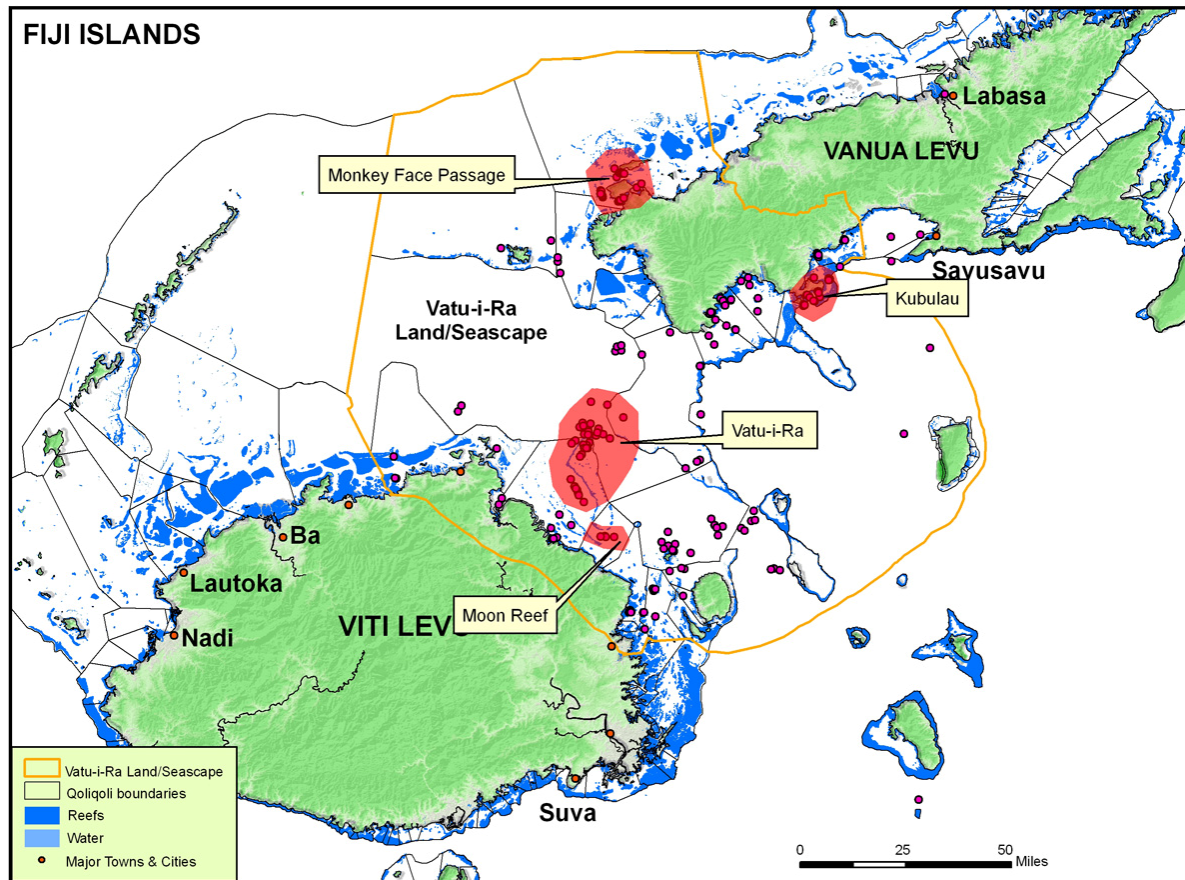 FIJI ISLANDS
Labasa
VANUA LEVU
Monkey Face Passage
Savusavu
Kubulau
Vatu-i-Ra
Land/Seascape
Vatu-i-Ra
Ba
Lautoka
Moon Reef
VITI LEVU
Nadi
Suva
Vatu-i-Ra Land/Seascape
Qoliqoli boundaries
Reefs
Water
Major Towns & Cities
0 25 50
Miles